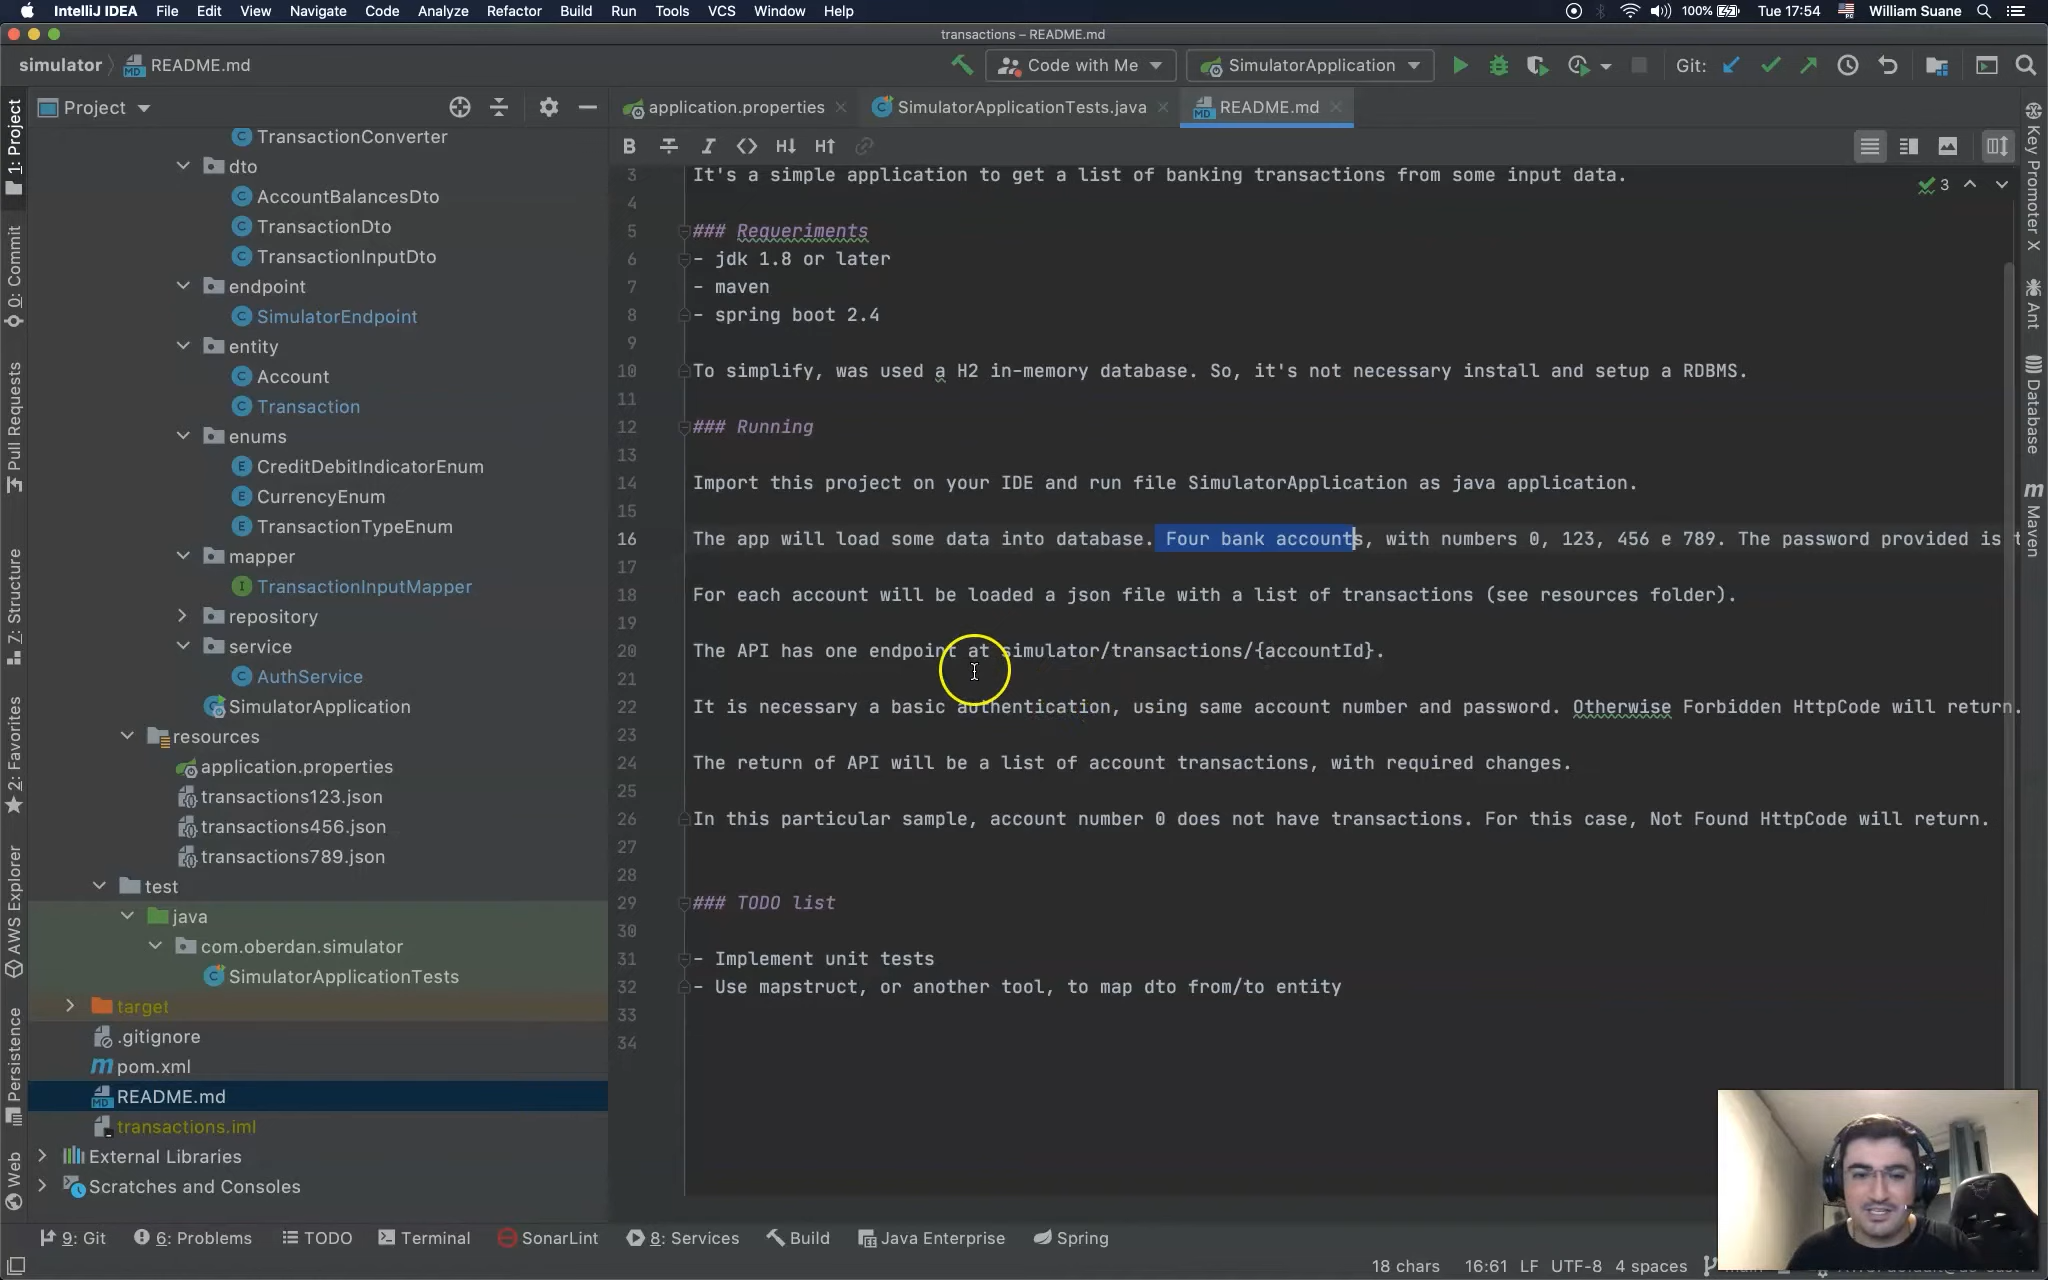 IntelliJ IDEA File Edit View Navigate Code Analyze Refactor Build Run Tools VCS Window Help 100% Tue 17:54 William Suane
transactions – README.md
simulator README.md Code with Me SimulatorApplication Git:
Project application.properties SimulatorApplicationTests.java README.md
1: Project
0: Commit
Pull Requests
7: Structure
2: Favorites
AWS Explorer
Persistence
Web
TransactionConverter
dto
AccountBalancesDto
TransactionDto
TransactionInputDto
endpoint
SimulatorEndpoint
entity
Account
Transaction
enums
CreditDebitIndicatorEnum
CurrencyEnum
TransactionTypeEnum
mapper
TransactionInputMapper
repository
service
AuthService
SimulatorApplication
resources
application.properties
transactions123.json
transactions456.json
transactions789.json
test
java
com.oberdan.simulator
SimulatorApplicationTests
target
.gitignore
pom.xml
README.md
transactions.iml
External Libraries
Scratches and Consoles
B I <> H↓ H↑
3
3 It's a simple application to get a list of banking transactions from some input data.
4
5 ### Requeriments
6 - jdk 1.8 or later
7 - maven
8 - spring boot 2.4
9
10 To simplify, was used a H2 in-memory database. So, it's not necessary install and setup a RDBMS.
11
12 ### Running
13
14 Import this project on your IDE and run file SimulatorApplication as java application.
15
16 The app will load some data into database. Four bank accounts, with numbers 0, 123, 456 e 789. The password provided is t
17
18 For each account will be loaded a json file with a list of transactions (see resources folder).
19
20 The API has one endpoint at simulator/transactions/{accountId}.
21
22 It is necessary a basic authentication, using same account number and password. Otherwise Forbidden HttpCode will return.
23
24 The return of API will be a list of account transactions, with required changes.
25
26 In this particular sample, account number 0 does not have transactions. For this case, Not Found HttpCode will return.
27
28
29 ### TODO list
30
31 - Implement unit tests
32 - Use mapstruct, or another tool, to map dto from/to entity
33
34
Key Promoter X
Ant
Database
m Maven
9: Git 6: Problems TODO Terminal SonarLint 8: Services Build Java Enterprise Spring
18 chars 16:61 LF UTF-8 4 spaces